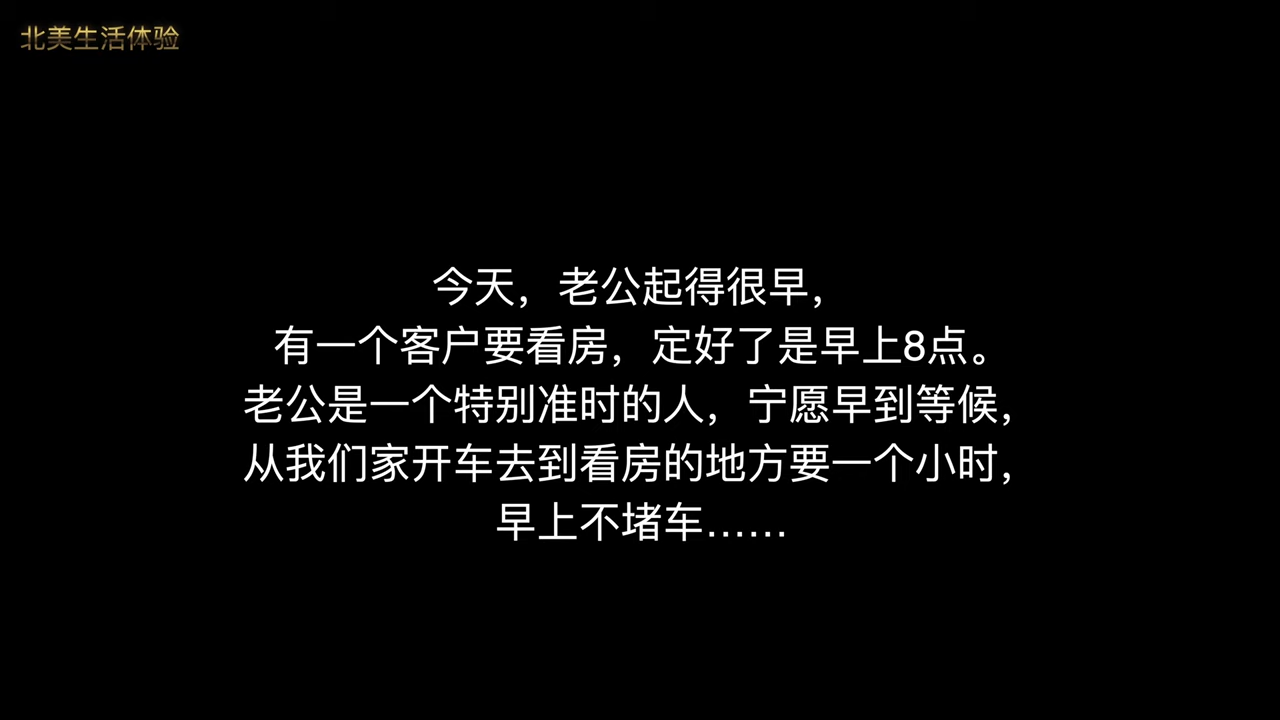 北美生活体验
今天，老公起得很早，
有一个客户要看房，定好了是早上8点。
老公是一个特别准时的人，宁愿早到等候，
从我们家开车去到看房的地方要一个小时，
早上不堵车……